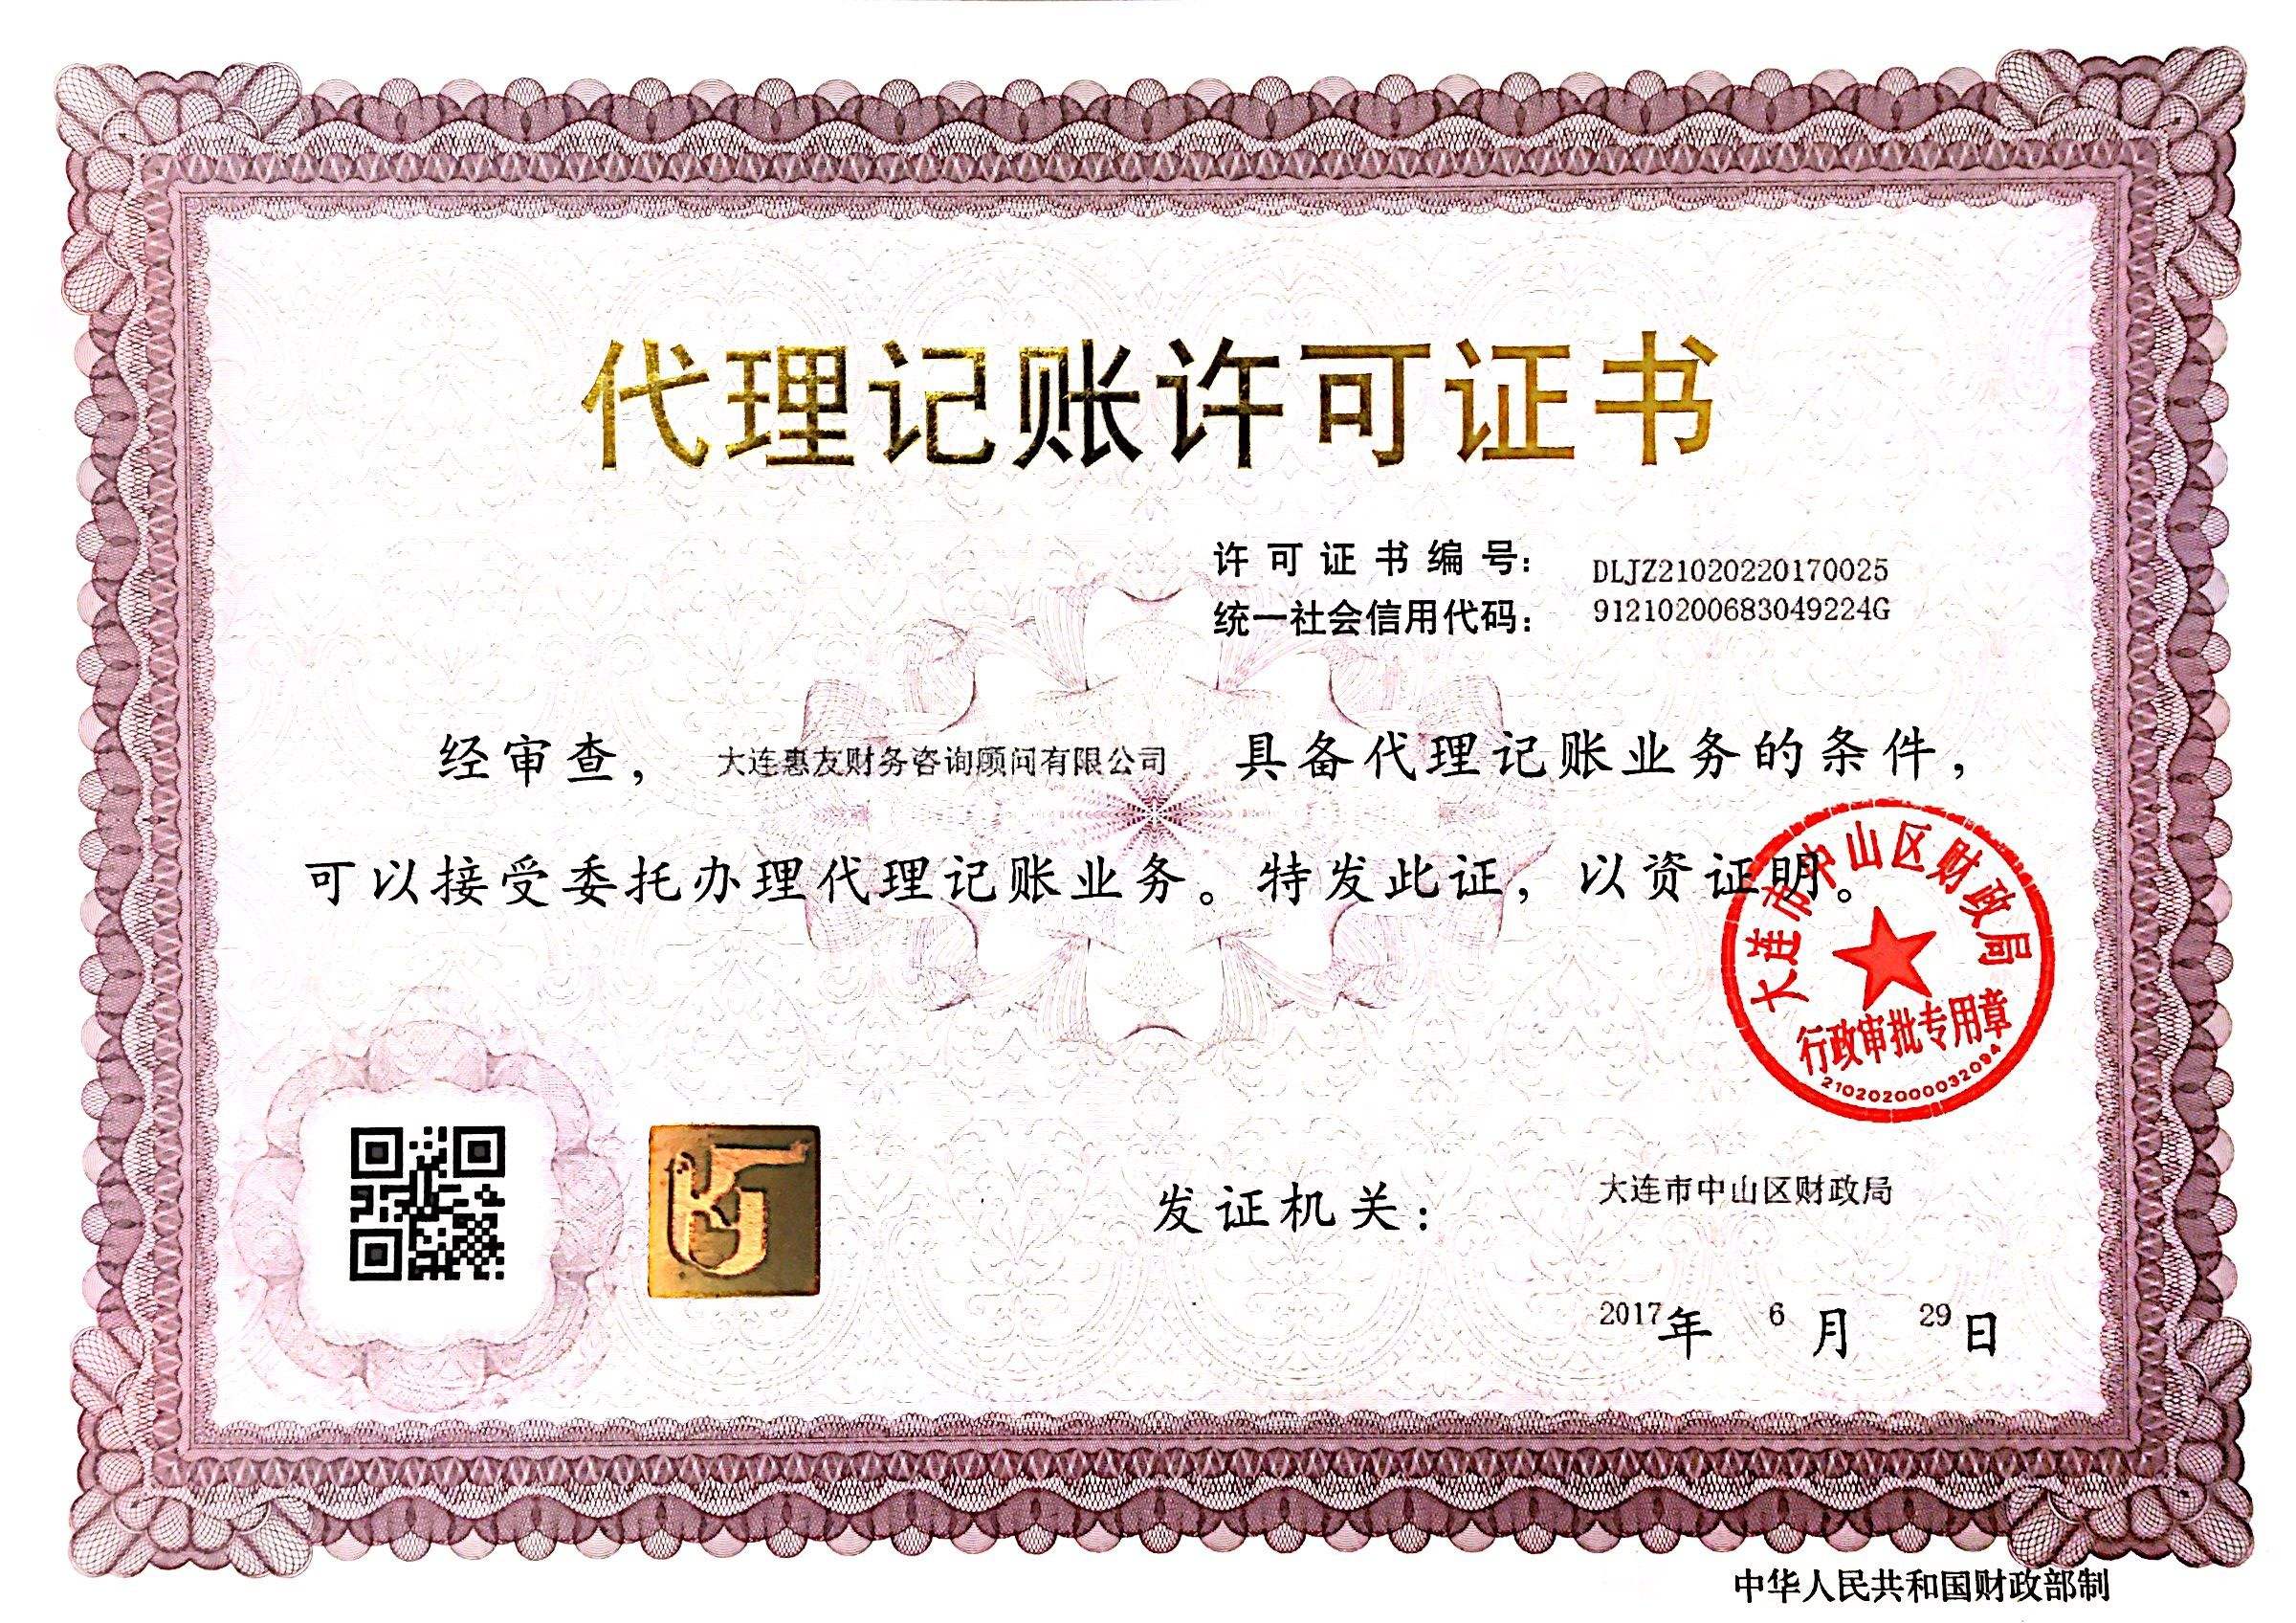 代理记账许可证书
许可证书编号： DLJZ21020220170025
统一社会信用代码： 91210200683049224G
经审查， 大连惠友财务咨询顾问有限公司 具备代理记账业务的条件，
可以接受委托办理代理记账业务。特发此证，以资证明。
大连市中山区财政局
行政审批专用章
210202000032094
发证机关： 大连市中山区财政局
2017年 6月 29日
中华人民共和国财政部制